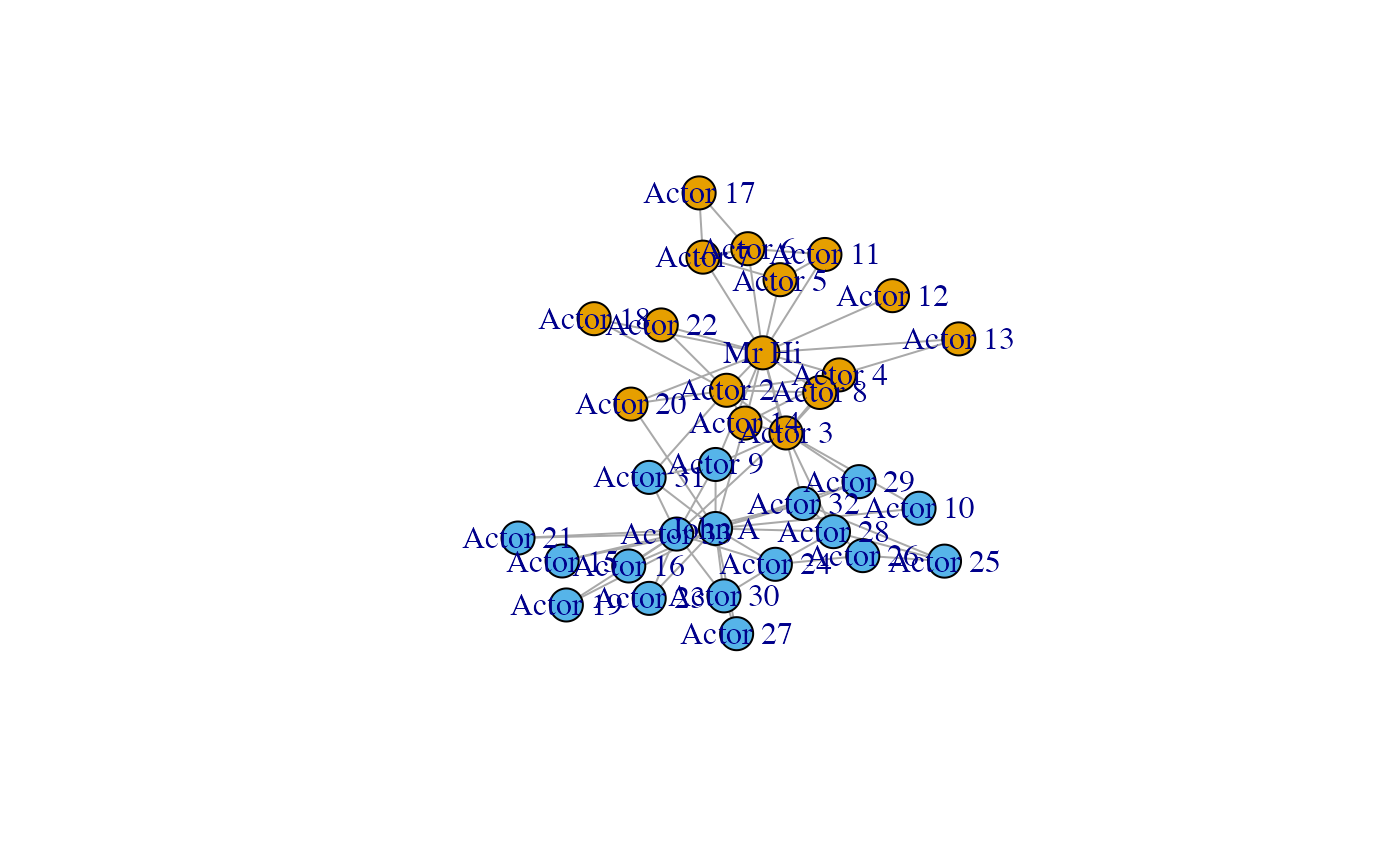 Actor 17
Actor 6
Actor 7
Actor 11
Actor 5
Actor 12
Actor 18
Actor 22
Actor 13
Mr Hi
Actor 4
Actor 2
Actor 8
Actor 20
Actor 14
Actor 3
Actor 9
Actor 31
Actor 29
Actor 32
Actor 10
John A
Actor 33
Actor 28
Actor 21
Actor 26
Actor 15
Actor 16
Actor 24
Actor 25
Actor 19
Actor 23
Actor 30
Actor 27